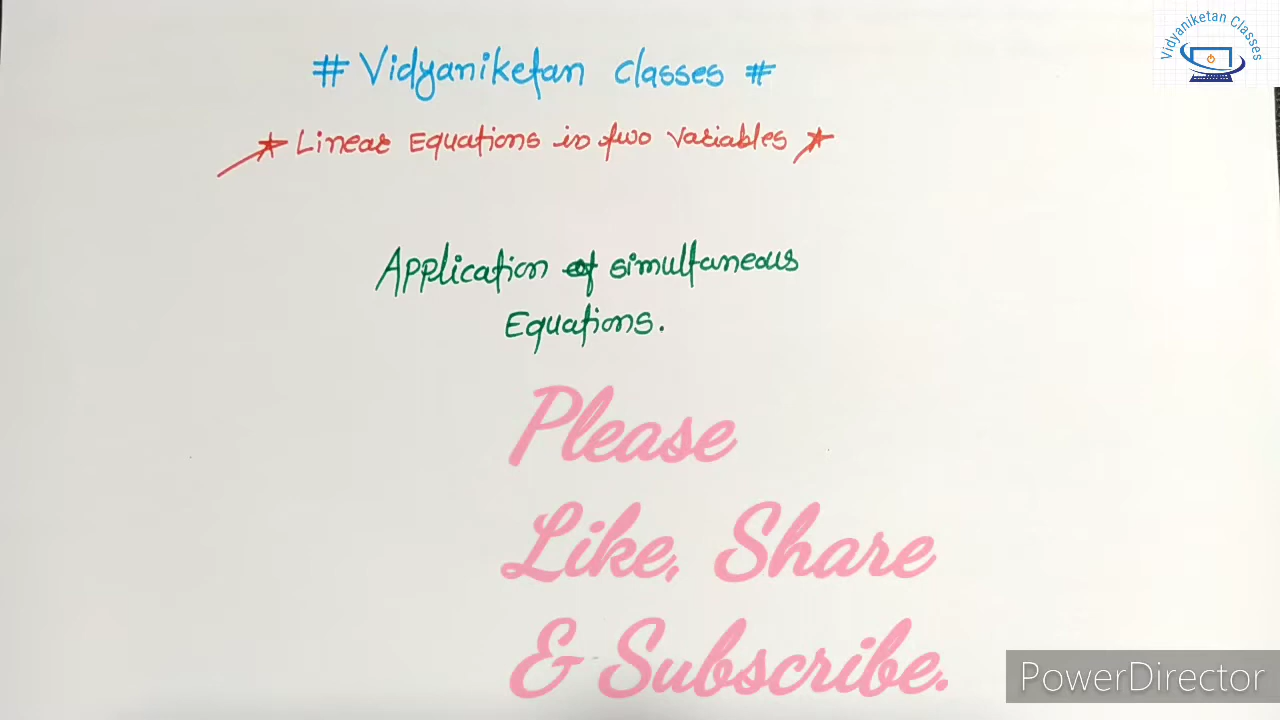 Vidyaniketan Classes
# Vidyaniketan classes #
Linear Equations in two variables
Application of simultaneous
Equations.
Please
Like, Share
& Subscribe.
PowerDirector